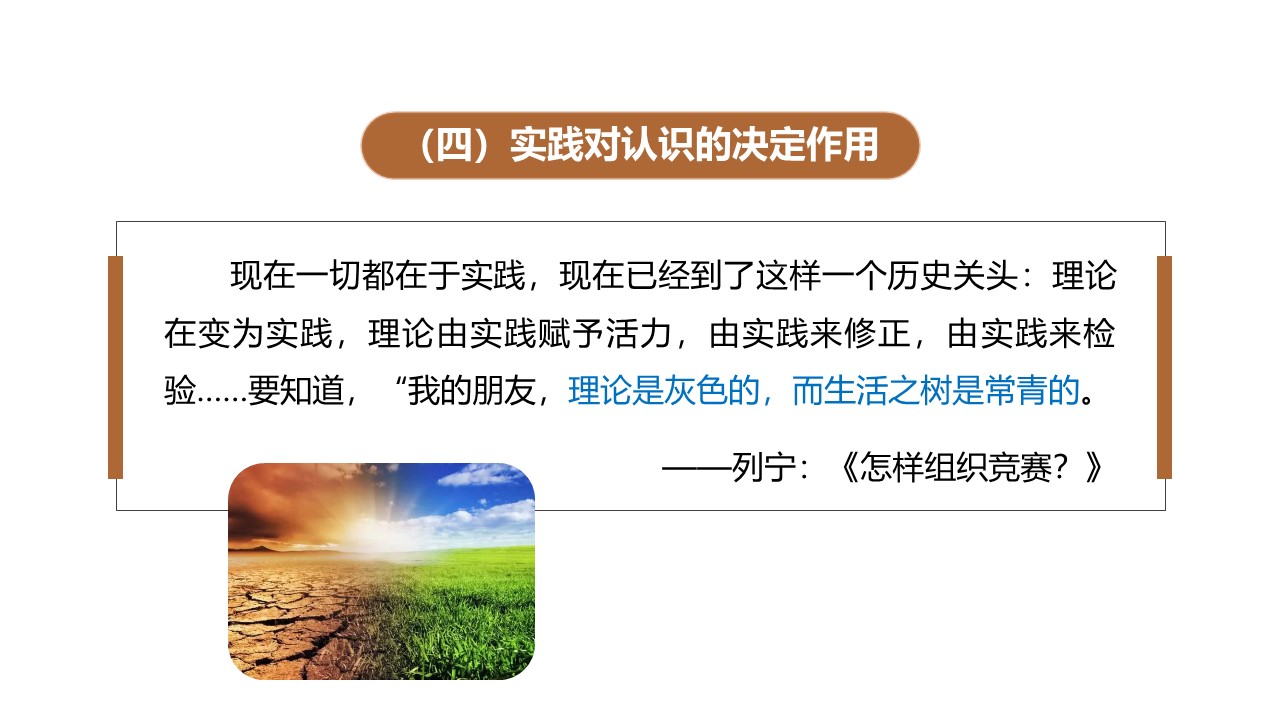 （四）实践对认识的决定作用
现在一切都在于实践，现在已经到了这样一个历史关头：理论
在变为实践，理论由实践赋予活力，由实践来修正，由实践来检
验……要知道，“我的朋友，理论是灰色的，而生活之树是常青的。
——列宁：《怎样组织竞赛？》